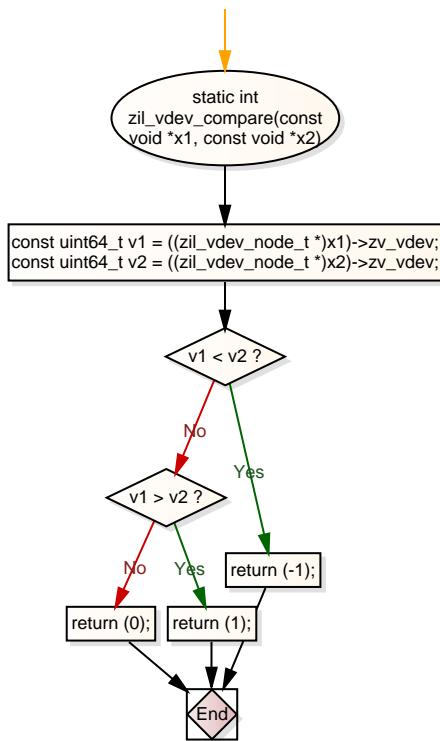 static int
zil_vdev_compare(const
void *x1, const void *x2)
const uint64_t v1 = ((zil_vdev_node_t *)x1)->zv_vdev;
const uint64_t v2 = ((zil_vdev_node_t *)x2)->zv_vdev;
v1 < v2 ?
No
Yes
v1 > v2 ?
No
Yes
return (-1);
return (0);
return (1);
End